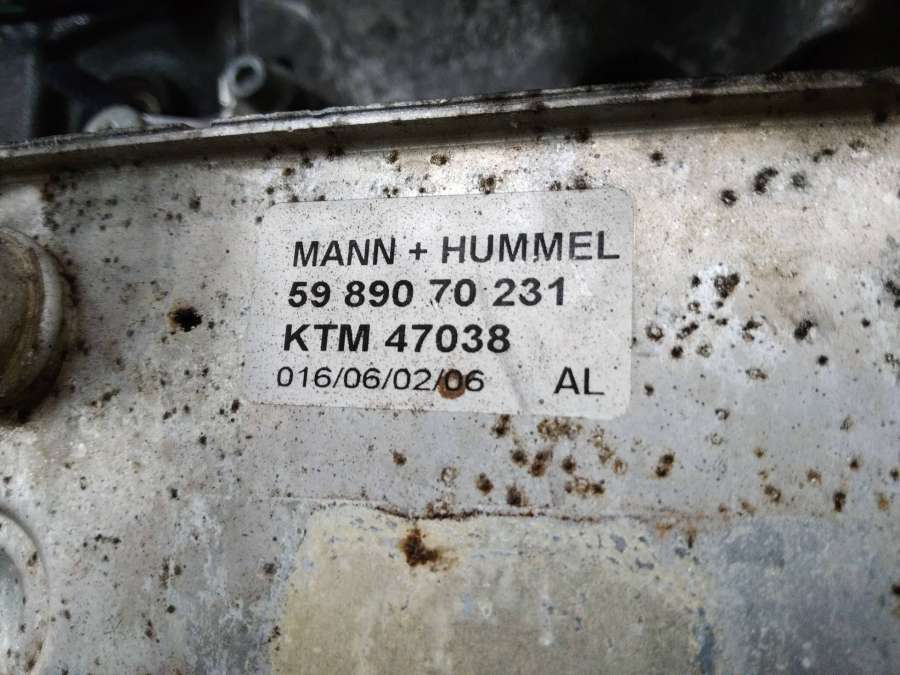 MANN + HUMMEL
59 890 70 231
KTM 47038
016/06/02/06 AL